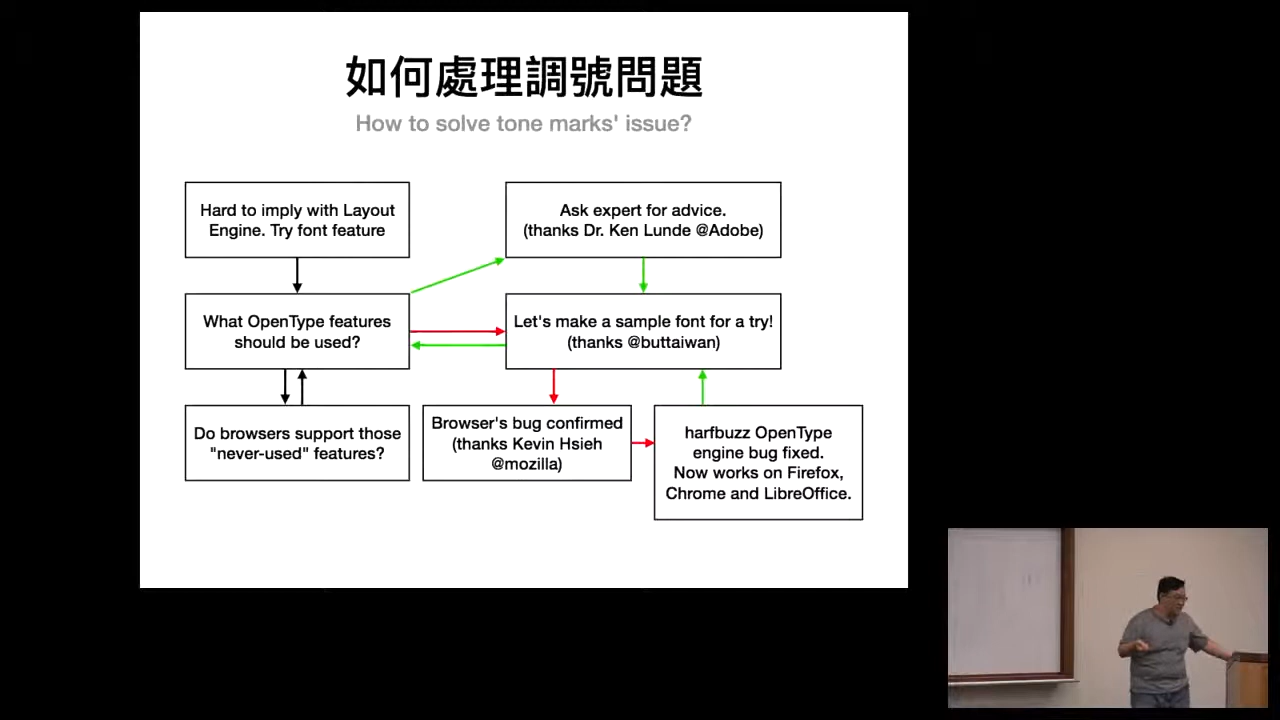 如何處理調號問題
How to solve tone marks' issue?
Hard to imply with Layout
Engine. Try font feature
Ask expert for advice.
(thanks Dr. Ken Lunde @Adobe)
What OpenType features
should be used?
Let's make a sample font for a try!
(thanks @buttaiwan)
Do browsers support those
"never-used" features?
Browser's bug confirmed
(thanks Kevin Hsieh
@mozilla)
harfbuzz OpenType
engine bug fixed.
Now works on Firefox,
Chrome and LibreOffice.